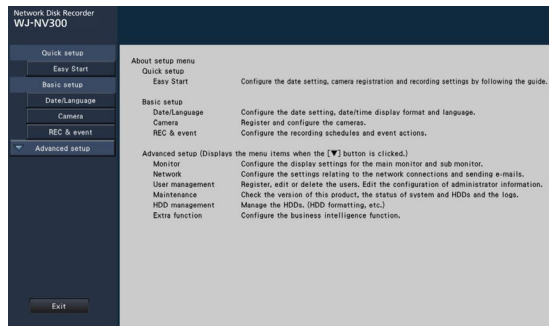 Network Disk Recorder
WJ-NV300
Quick setup
Easy Start
Basic setup
Date/Language
Camera
REC & event
Advanced setup
Exit
About setup menu
Quick setup
Easy Start Configure the date setting, camera registration and recording settings by following the guide.
Basic setup
Date/Language Configure the date setting, date/time display format and language.
Camera Register and configure the cameras.
REC & event Configure the recording schedules and event actions.
Advanced setup (Displays the menu items when the [▼] button is clicked.)
Monitor Configure the display settings for the main monitor and sub monitor.
Network Configure the settings relating to the network connections and sending e-mails.
User management Register, edit or delete the users. Edit the configuration of administrator information.
Maintenance Check the version of this product, the status of system and HDDs and the logs.
HDD management Manage the HDDs. (HDD formatting, etc.)
Extra function Configure the business intelligence function.